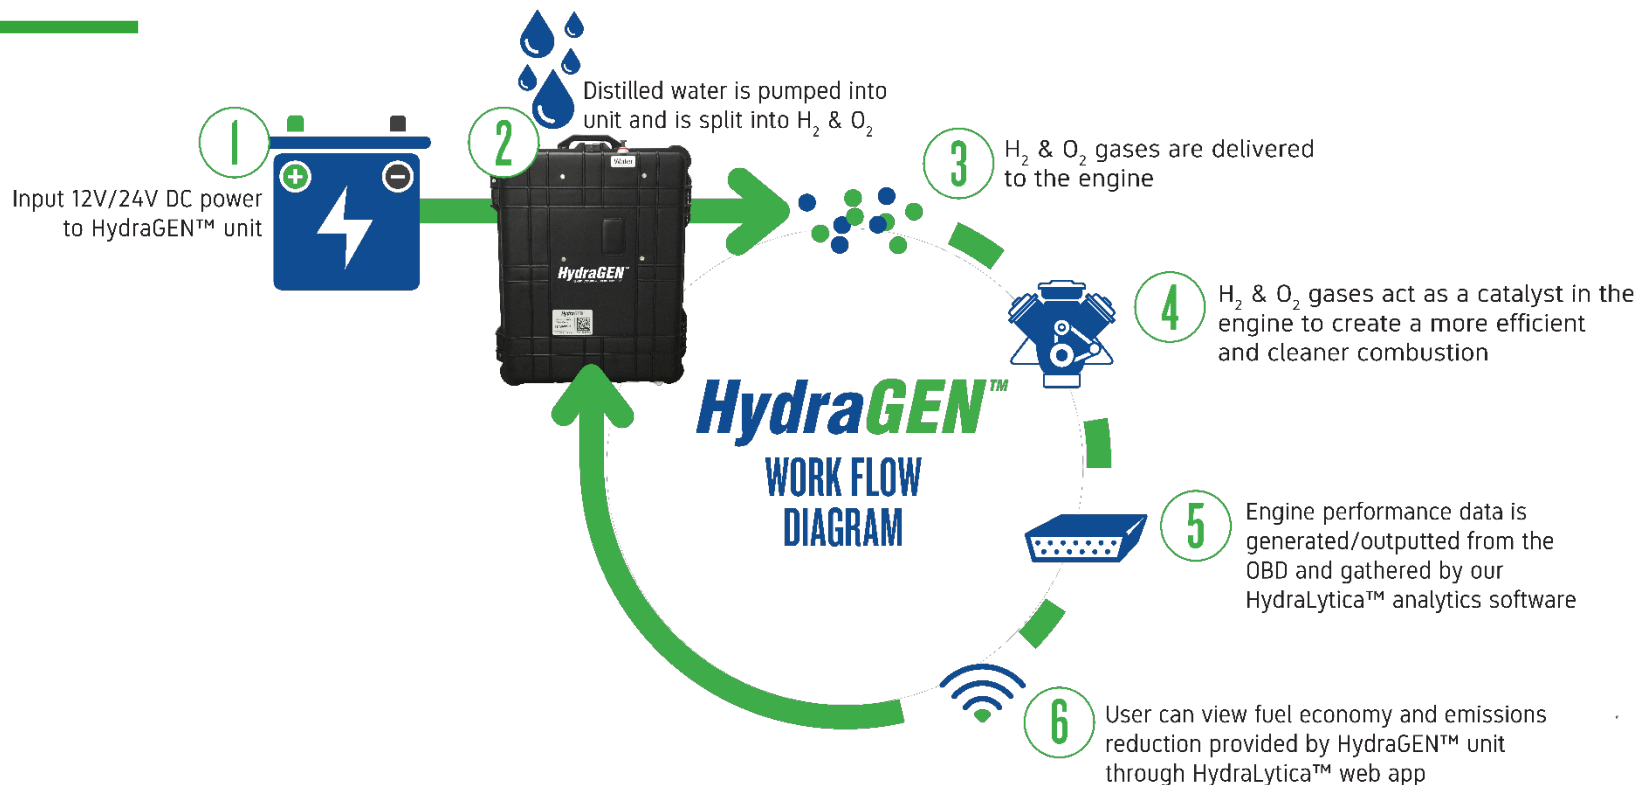 1
Input 12V/24V DC power
to HydraGEN™ unit
2
Distilled water is pumped into
unit and is split into H₂ & O₂
Water
HydraGEN™
3
H₂ & O₂ gases are delivered
to the engine
4
H₂ & O₂ gases act as a catalyst in the
engine to create a more efficient
and cleaner combustion
HydraGEN™
WORK FLOW
DIAGRAM
5
Engine performance data is
generated/outputted from the
OBD and gathered by our
HydraLytica™ analytics software
6
User can view fuel economy and emissions
reduction provided by HydraGEN™ unit
through HydraLytica™ web app